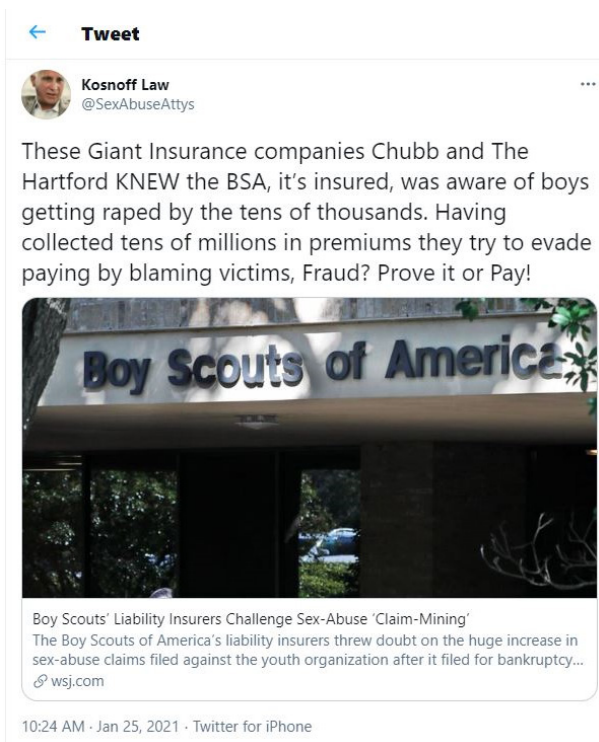 Tweet
Kosnoff Law
@SexAbuseAttys
These Giant Insurance companies Chubb and The
Hartford KNEW the BSA, it's insured, was aware of boys
getting raped by the tens of thousands. Having
collected tens of millions in premiums they try to evade
paying by blaming victims, Fraud? Prove it or Pay!
Boy Scouts of America
Boy Scouts' Liability Insurers Challenge Sex-Abuse 'Claim-Mining'
The Boy Scouts of America's liability insurers threw doubt on the huge increase in
sex-abuse claims filed against the youth organization after it filed for bankruptcy...
wsj.com
10:24 AM · Jan 25, 2021 · Twitter for iPhone